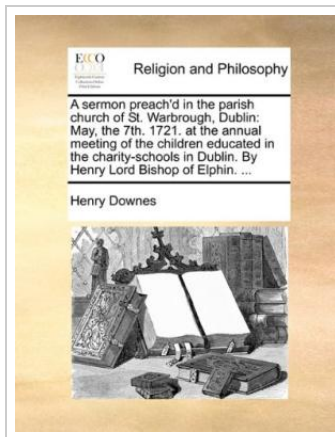 ECCO
Religion and Philosophy
A sermon preach'd in the parish
church of St. Warbrough, Dublin:
May, the 7th. 1721. at the annual
meeting of the children educated in
the charity-schools in Dublin. By
Henry Lord Bishop of Elphin. ...
Henry Downes